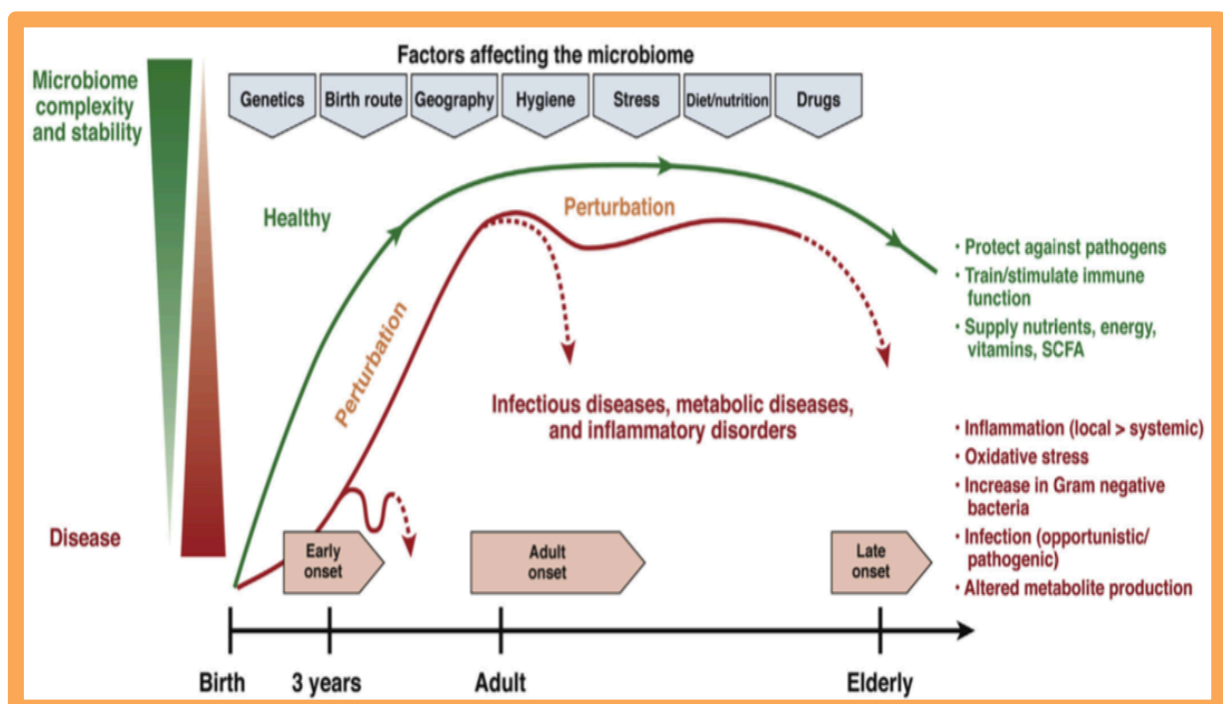 Factors affecting the microbiome
Microbiome
complexity
and stability
Genetics
Birth route
Geography
Hygiene
Stress
Diet/nutrition
Drugs
Healthy
Perturbation
Perturbation
• Protect against pathogens
• Train/stimulate immune
function
• Supply nutrients, energy,
vitamins, SCFA
Infectious diseases, metabolic diseases,
and inflammatory disorders
• Inflammation (local > systemic)
• Oxidative stress
• Increase in Gram negative
bacteria
• Infection (opportunistic/
pathogenic)
• Altered metabolite production
Disease
Early
onset
Adult
onset
Late
onset
Birth
3 years
Adult
Elderly